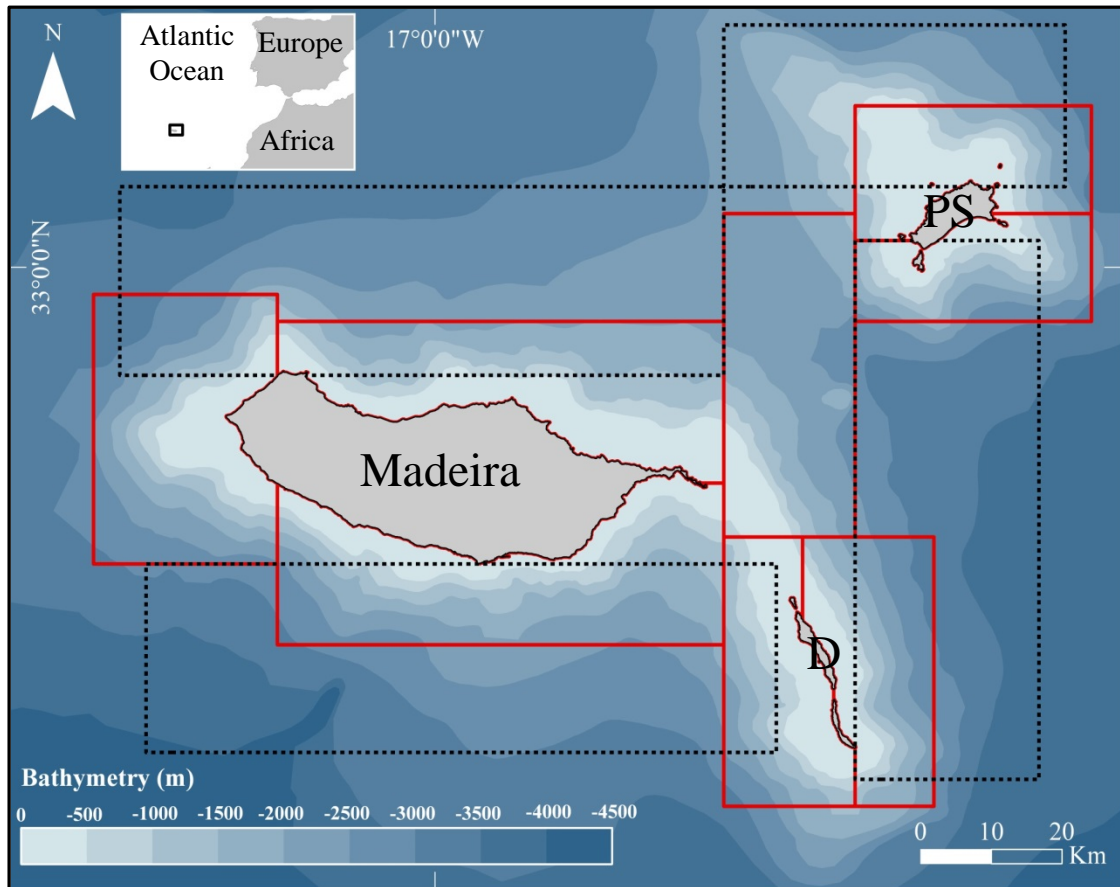 N
Atlantic
Ocean
Europe
Africa
17°0'0"W
33°0'0"N
PS
Madeira
D
Bathymetry (m)
0 -500 -1000 -1500 -2000 -2500 -3000 -3500 -4000 -4500
0 10 20
Km